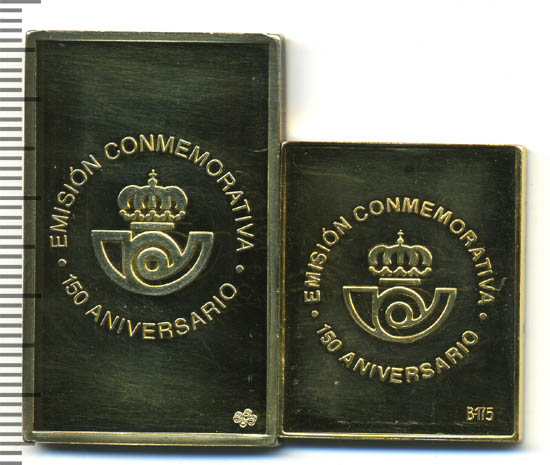 EMISIÓN CONMEMORATIVA
· 150 ANIVERSARIO ·
EMISIÓN CONMEMORATIVA
· 150 ANIVERSARIO ·
B-175